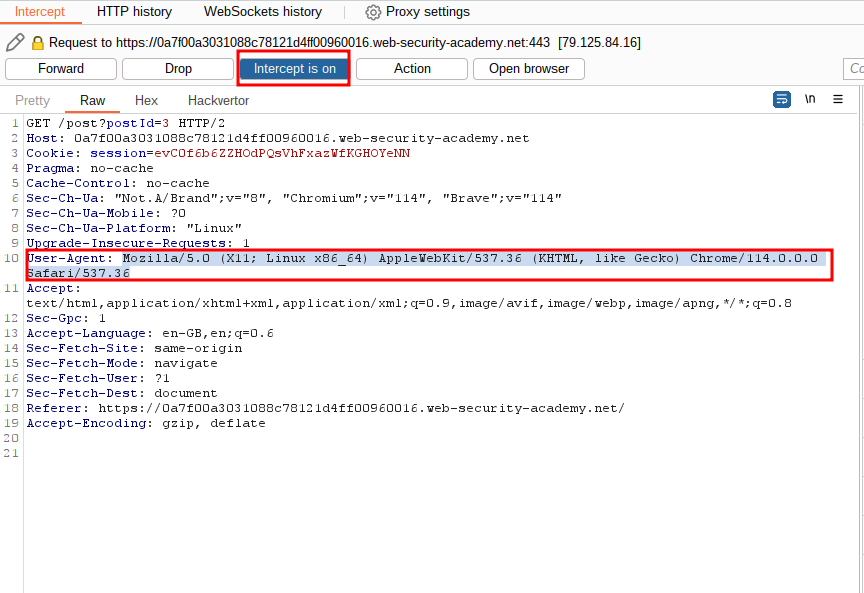 Intercept HTTP history WebSockets history Proxy settings
Request to https://0a7f00a3031088c78121d4ff00960016.web-security-academy.net:443 [79.125.84.16]
Forward Drop Intercept is on Action Open browser Co
Pretty Raw Hex Hackvertor \n
1 GET /post?postId=3 HTTP/2
2 Host: 0a7f00a3031088c78121d4ff00960016.web-security-academy.net
3 Cookie: session=evC0f6b6ZZHOdPQsVhFxazWfKGHOYeNN
4 Pragma: no-cache
5 Cache-Control: no-cache
6 Sec-Ch-Ua: "Not.A/Brand";v="8", "Chromium";v="114", "Brave";v="114"
7 Sec-Ch-Ua-Mobile: ?0
8 Sec-Ch-Ua-Platform: "Linux"
9 Upgrade-Insecure-Requests: 1
10 User-Agent: Mozilla/5.0 (X11; Linux x86_64) AppleWebKit/537.36 (KHTML, like Gecko) Chrome/114.0.0.0
Safari/537.36
11 Accept:
text/html,application/xhtml+xml,application/xml;q=0.9,image/avif,image/webp,image/apng,*/*;q=0.8
12 Sec-Gpc: 1
13 Accept-Language: en-GB,en;q=0.6
14 Sec-Fetch-Site: same-origin
15 Sec-Fetch-Mode: navigate
16 Sec-Fetch-User: ?1
17 Sec-Fetch-Dest: document
18 Referer: https://0a7f00a3031088c78121d4ff00960016.web-security-academy.net/
19 Accept-Encoding: gzip, deflate
20
21